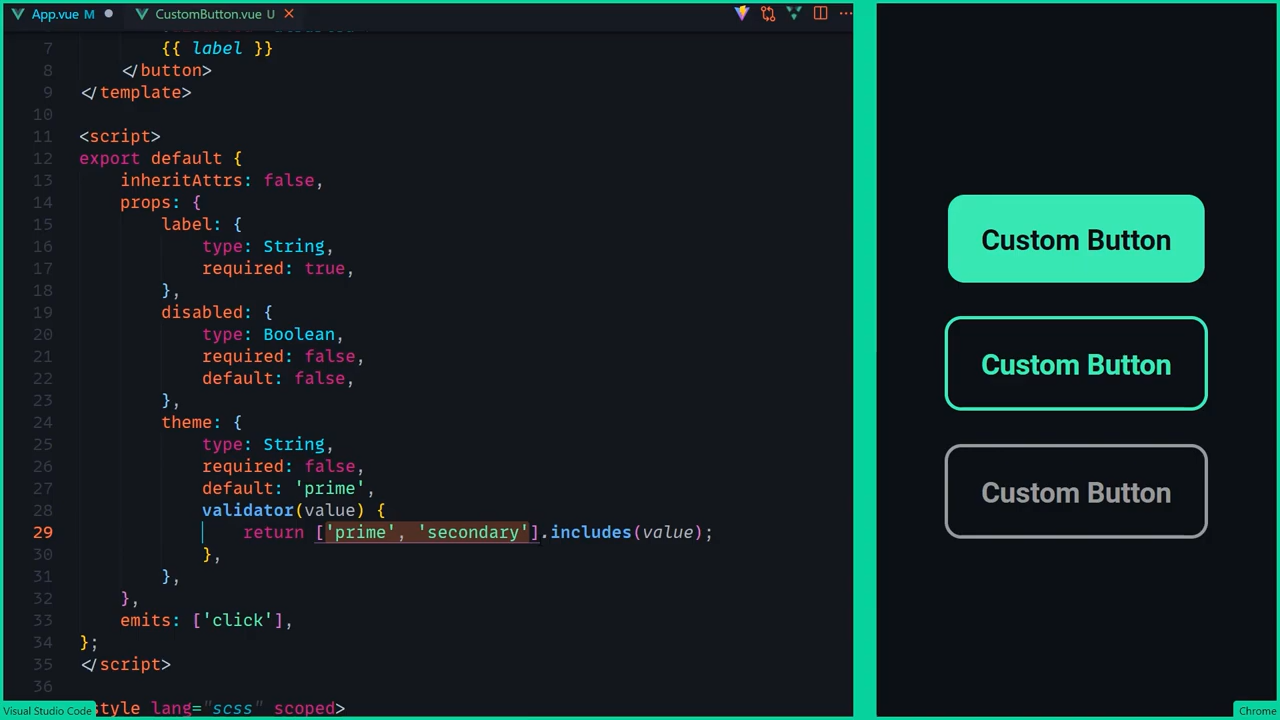 App.vue M
CustomButton.vue U
7 {{ label }}
8 </button>
9 </template>
10
11 <script>
12 export default {
13 inheritAttrs: false,
14 props: {
15 label: {
16 type: String,
17 required: true,
18 },
19 disabled: {
20 type: Boolean,
21 required: false,
22 default: false,
23 },
24 theme: {
25 type: String,
26 required: false,
27 default: 'prime',
28 validator(value) {
29 return ['prime', 'secondary'].includes(value);
30 },
31 },
32 },
33 emits: ['click'],
34 };
35 </script>
36
style lang="scss" scoped>
Visual Studio Code
Custom Button
Custom Button
Custom Button
Chrome